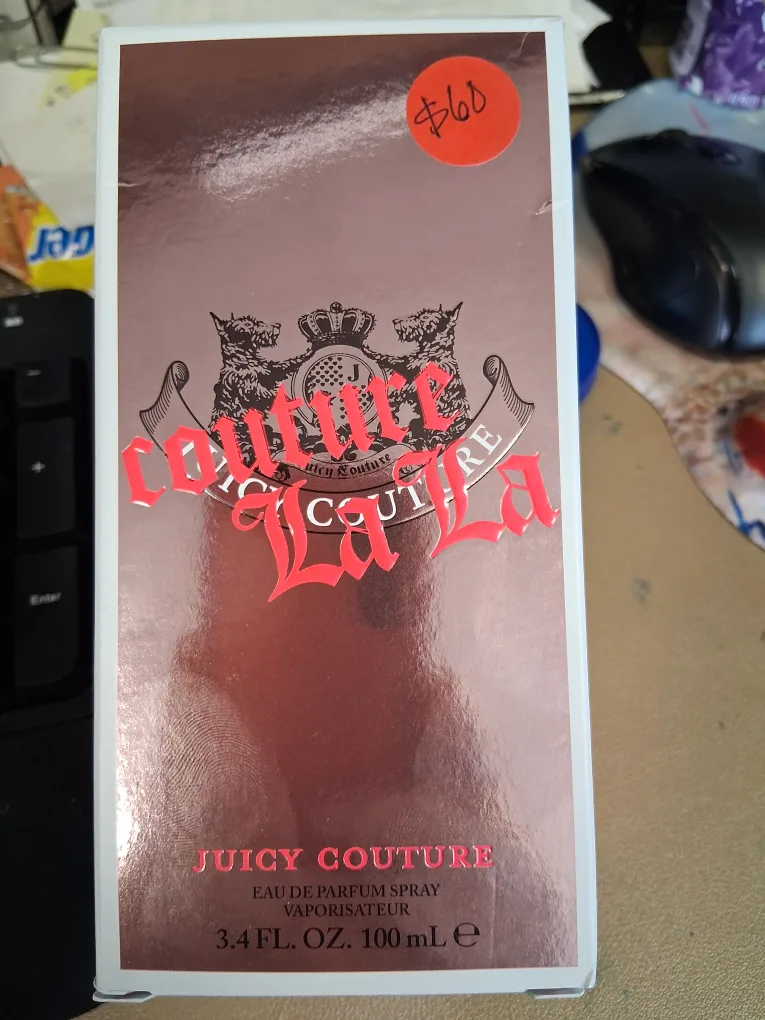 $60
J
couture
La La
Juicy Couture
JUICY COUTURE
JUICY COUTURE
EAU DE PARFUM SPRAY
VAPORISATEUR
3.4 FL. OZ. 100 mL ℮
+
Enter